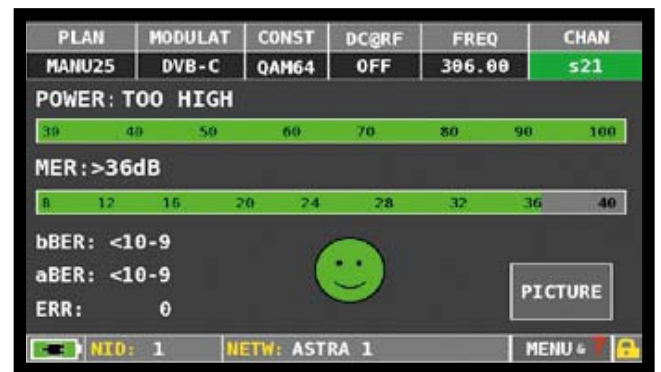 PLAN MODULAT CONST DC@RF FREQ CHAN
MANU25 DVB-C QAM64 OFF 306.00 s21
POWER: TOO HIGH
30 40 50 60 70 80 90 100
MER:>36dB
8 12 16 20 24 28 32 36 40
bBER: <10-9
aBER: <10-9
PICTURE
ERR: 0
NID: 1 NETW: ASTRA 1 MENU & ?